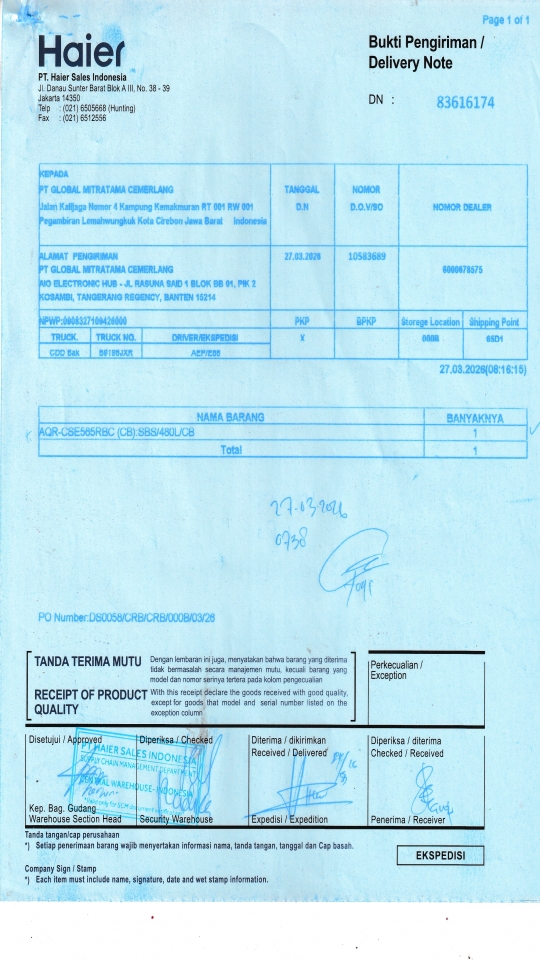 Page 1 of 1
Haier
Bukti Pengiriman /
Delivery Note
PT. Haier Sales Indonesia
Jl. Danau Sunter Barat Blok A III, No. 38 - 39
Jakarta 14350
Telp : (021) 6505668 (Hunting)
Fax : (021) 6512556
DN : 83616174
KEPADA
PT GLOBAL MITRATAMA CEMERLANG
Jalan Kalijaga Nomor 4 Kampung Kemakmuran RT 001 RW 001
Pegambiran Lemahwungkuk Kota Cirebon Jawa Barat Indonesia
TANGGAL
D.N
NOMOR
D.O.V/SO
NOMOR DEALER
ALAMAT PENGIRIMAN
PT GLOBAL MITRATAMA CEMERLANG
AIO ELECTRONIC HUB - JL RASUNA SAID 1 BLOK BB 01, PIK 2
KOSAMBI, TANGERANG REGENCY, BANTEN 15214
27.03.2026
10583689
6000678575
PKP
BPKP
Storage Location
Shipping Point
TRUCK.
TRUCK NO.
DRIVER/EKSPEDISI
X
000B
65D1
CDD Bak
27.03.2026(08:16:15)
NAMA BARANG
BANYAKNYA
AQR-CSE565RBC (CB):SBS/460L/CB
1
Total
1
27-03-2026
0738
PO Number:DS0058/CRB/CRB/000B/03/26
TANDA TERIMA MUTU
Dengan lembaran ini juga, menyatakan bahwa barang yang diterima
tidak bermasalah secara manajemen mutu, kecuali barang yang
model dan nomor serinya tertera pada kolom pengecualian
RECEIPT OF PRODUCT
QUALITY
With this receipt declare the goods received with good quality,
except for goods that model and serial number listed on the
exception column
Perkecualian /
Exception
Disetujui / Approved
Diperiksa / Checked
Diterima / dikirimkan
Received / Delivered
Diperiksa / diterima
Checked / Received
PT HAIER SALES INDONESIA
SUPPLY CHAIN MANAGEMENT DEPARTMENT
CENTRAL WAREHOUSE- INDONESIA
Kep. Bag. Gudang
Warehouse Section Head
Security Warehouse
Expedisi / Expedition
Penerima / Receiver
Tanda tangan/cap perusahaan
*) Setiap penerimaan barang wajib menyertakan informasi nama, tanda tangan, tanggal dan Cap basah.
EKSPEDISI
Company Sign / Stamp
*) Each item must include name, signature, date and wet stamp information.